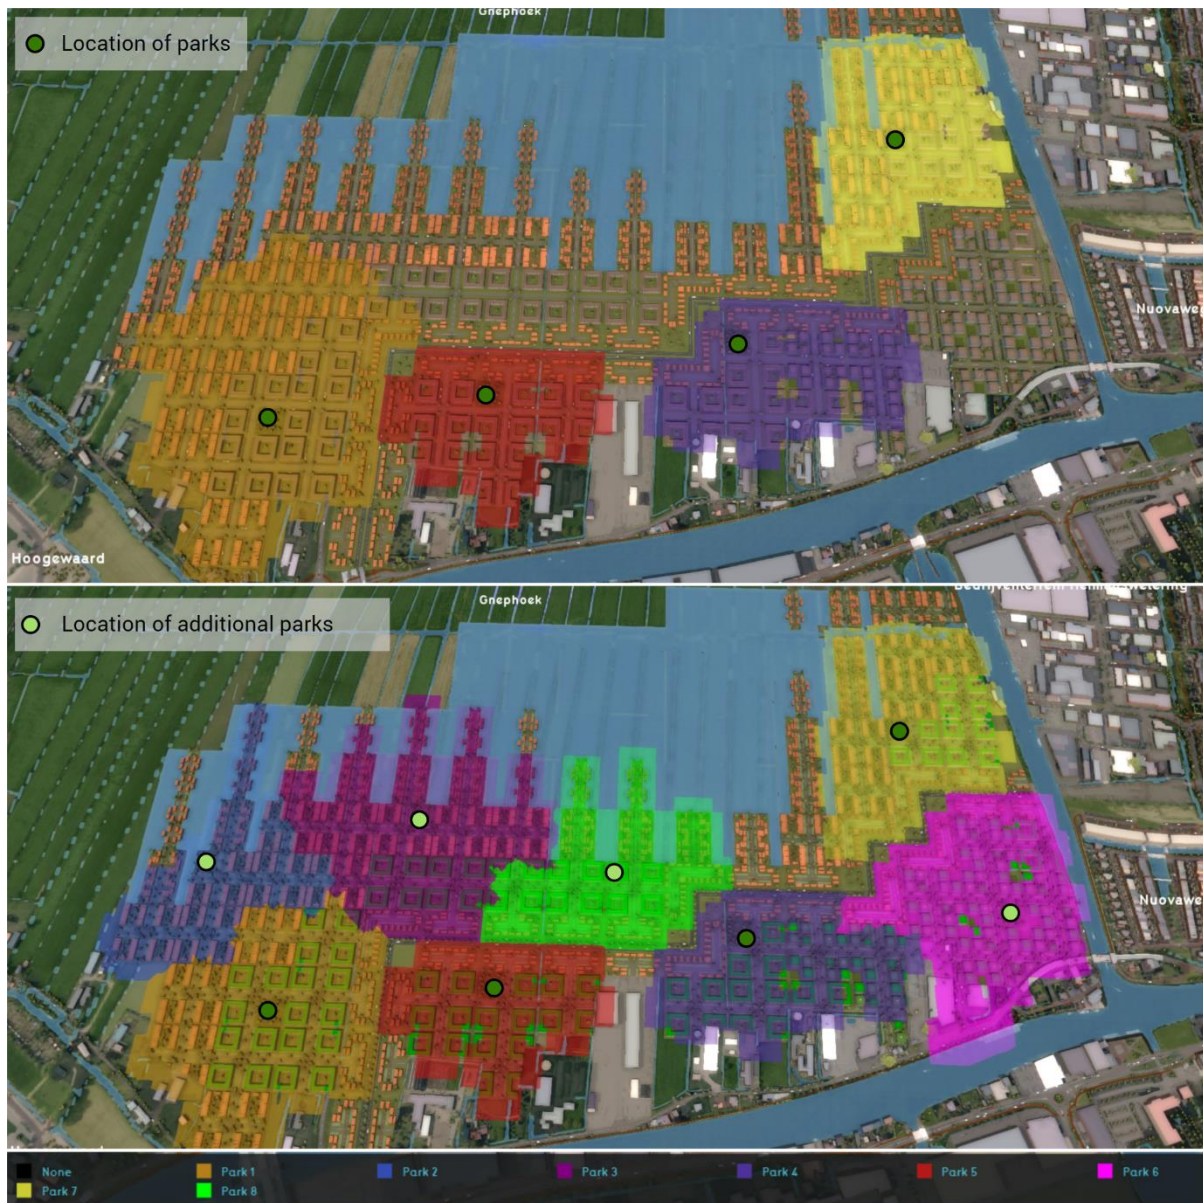 Gnephoek
Location of parks
Nuovawe
Hoogewaard
Gnephoek
Location of additional parks
Nuovawe
None
Park 1
Park 2
Park 3
Park 4
Park 5
Park 6
Park 7
Park 8